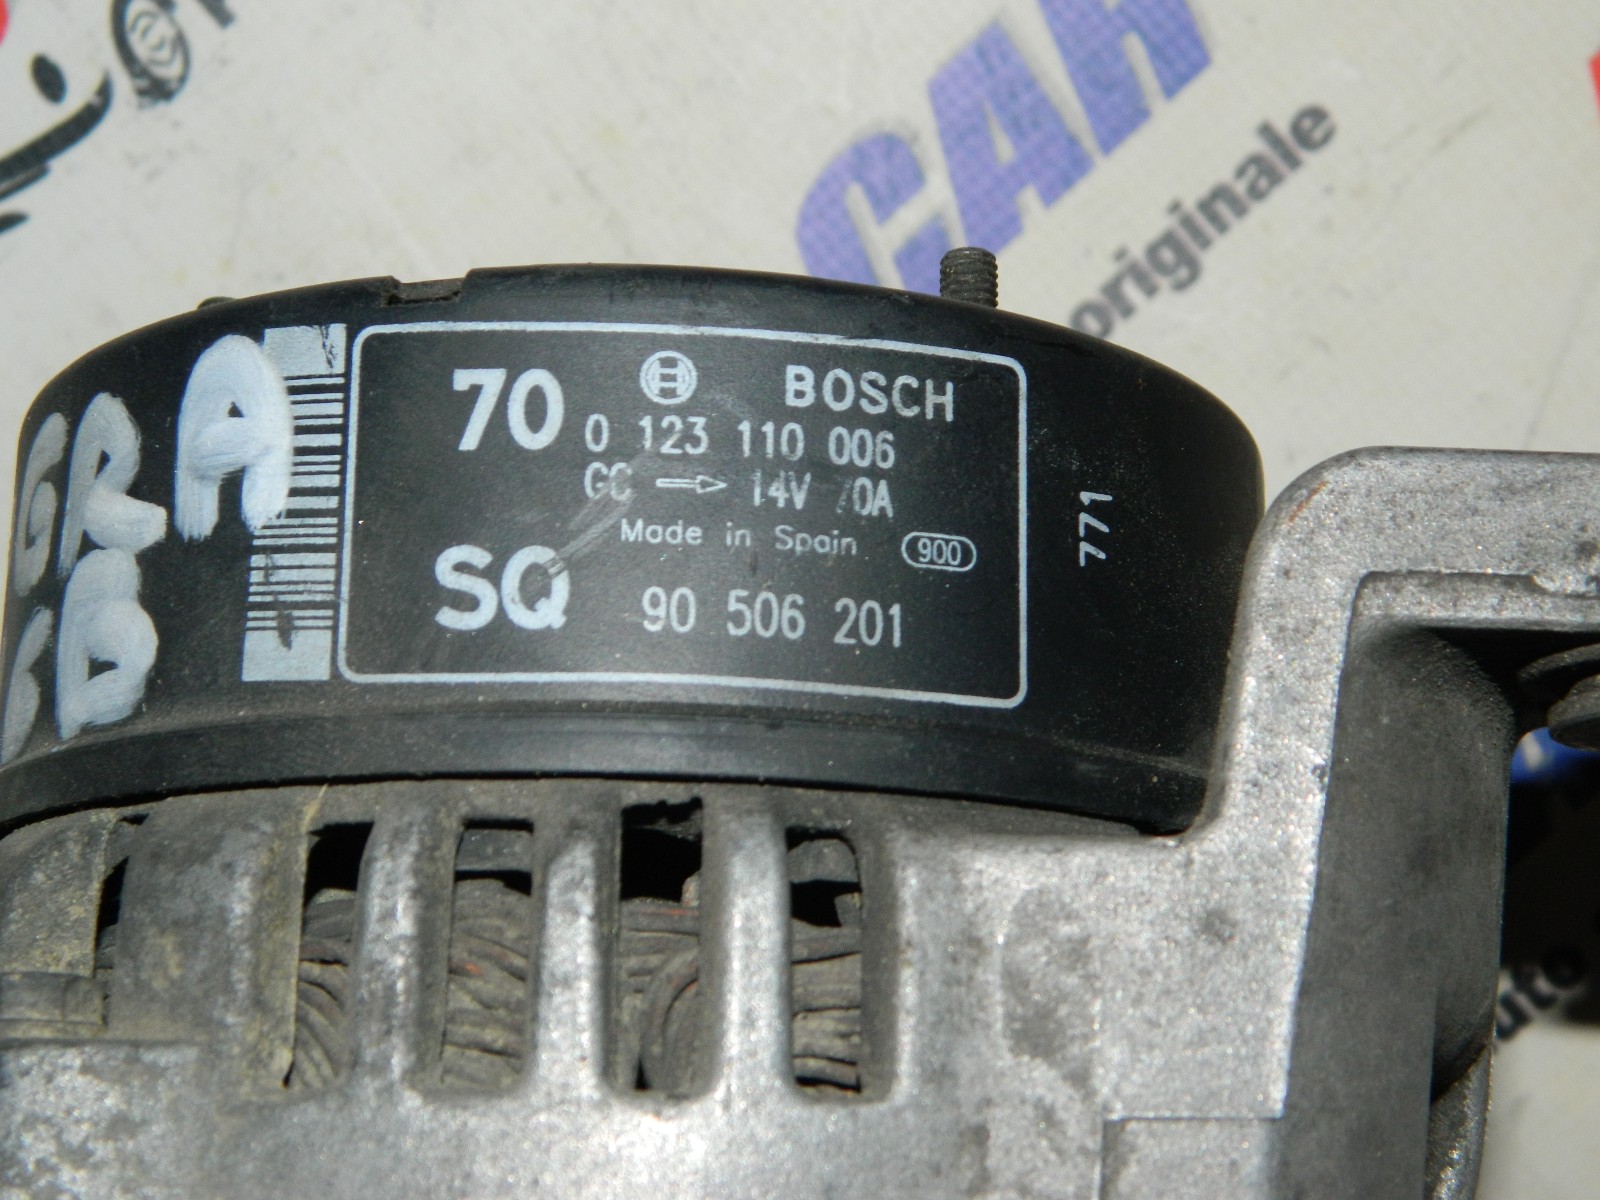 CAR
originale
70 BOSCH
0 123 110 006
GC 14V 70A
Made in Spain 900
SQ 90 506 201
771